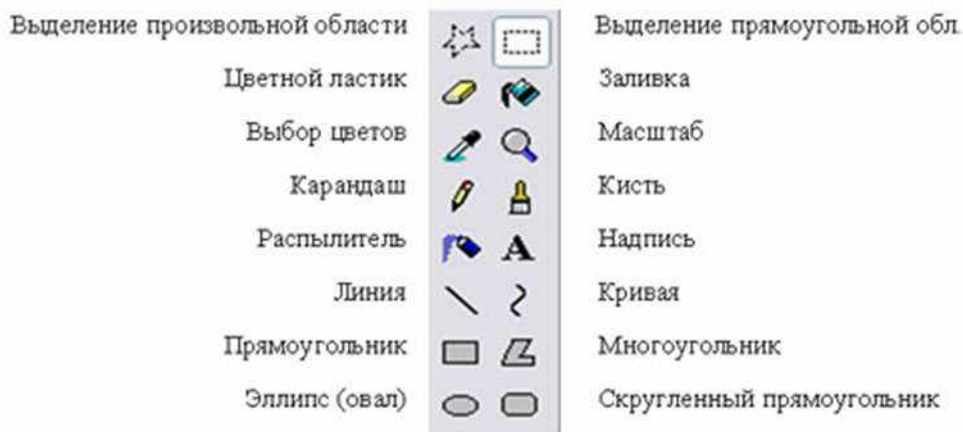 Выделение произвольной области Выделение прямоугольной обл.
Цветной ластик Заливка
Выбор цветов Масштаб
Карандаш Кисть
Распылитель A Надпись
Линия Кривая
Прямоугольник Многоугольник
Эллипс (овал) Скругленный прямоугольник